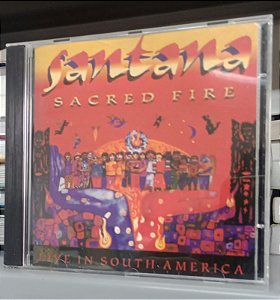 Santana
SACRED FIRE
LIVE IN SOUTH AMERICA